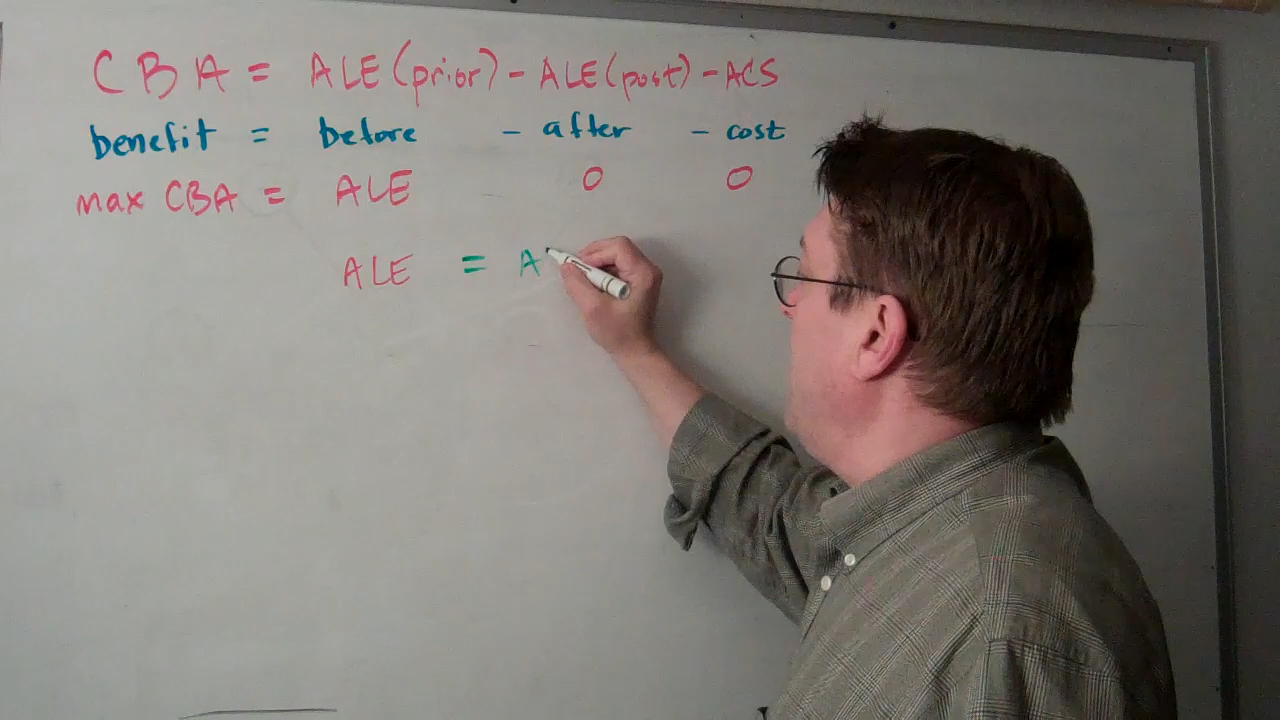 CBA = ALE(prior) - ALE(post) - ACS
benefit = before - after - cost
max CBA = ALE 0 0
ALE = A